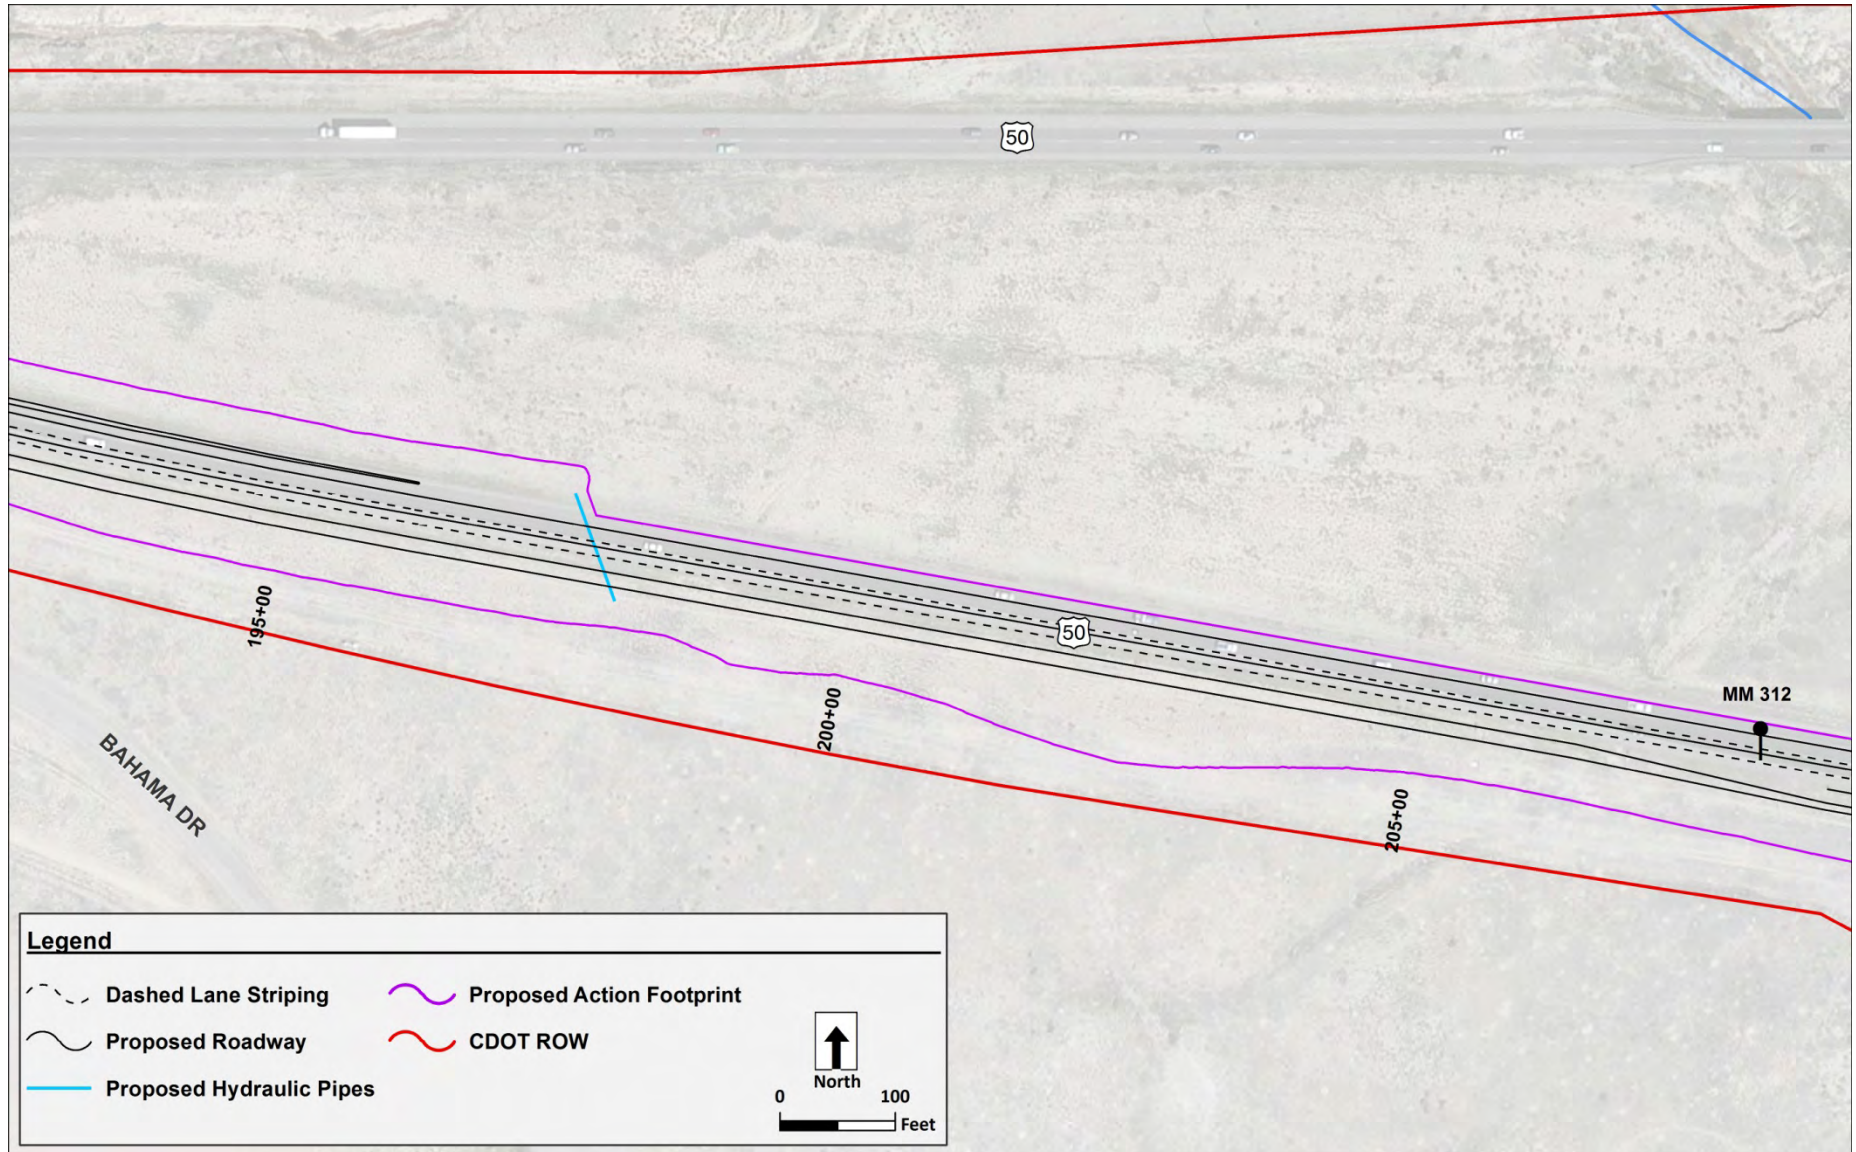 50
195+00
50
MM 312
200+00
BAHAMA DR
205+00
Legend
Dashed Lane Striping
Proposed Action Footprint
Proposed Roadway
CDOT ROW
Proposed Hydraulic Pipes
North
0 100
Feet